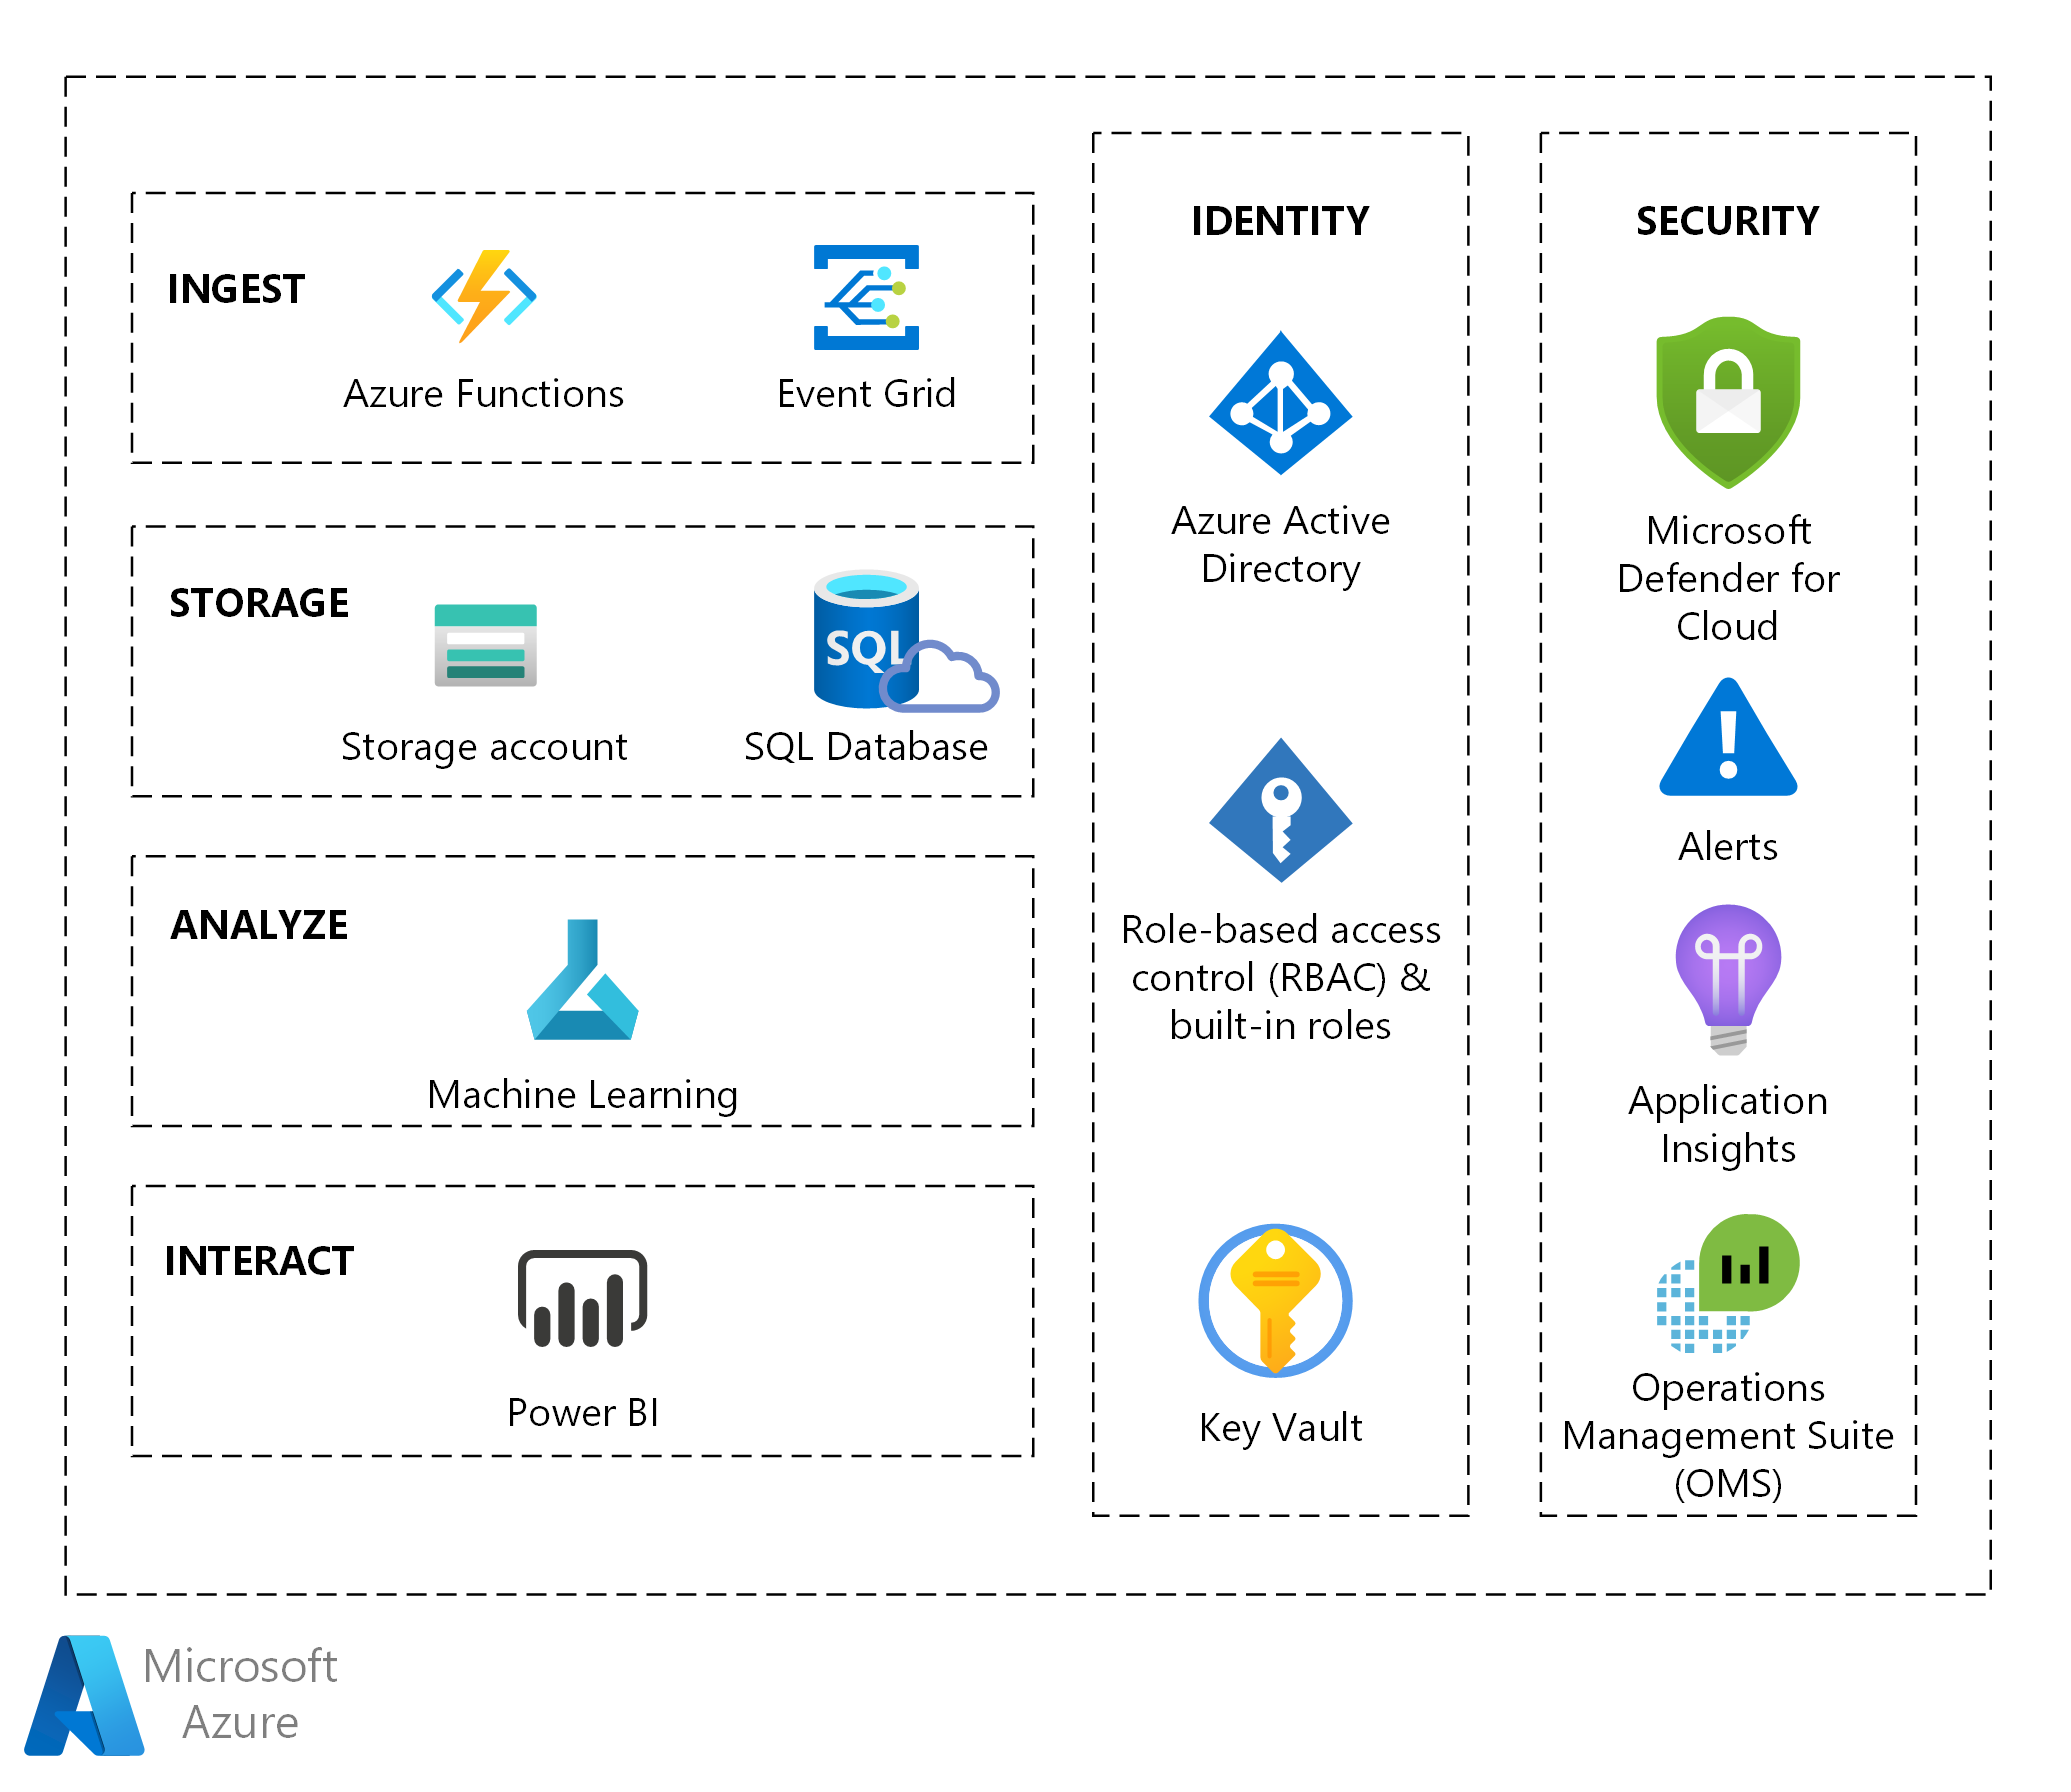 INGEST
Azure Functions
Event Grid
STORAGE
SQL
Storage account
SQL Database
ANALYZE
Machine Learning
INTERACT
Power BI
IDENTITY
Azure Active
Directory
Role-based access
control (RBAC) &
built-in roles
Key Vault
SECURITY
Microsoft
Defender for
Cloud
Alerts
Application
Insights
Operations
Management Suite
(OMS)
Microsoft
Azure